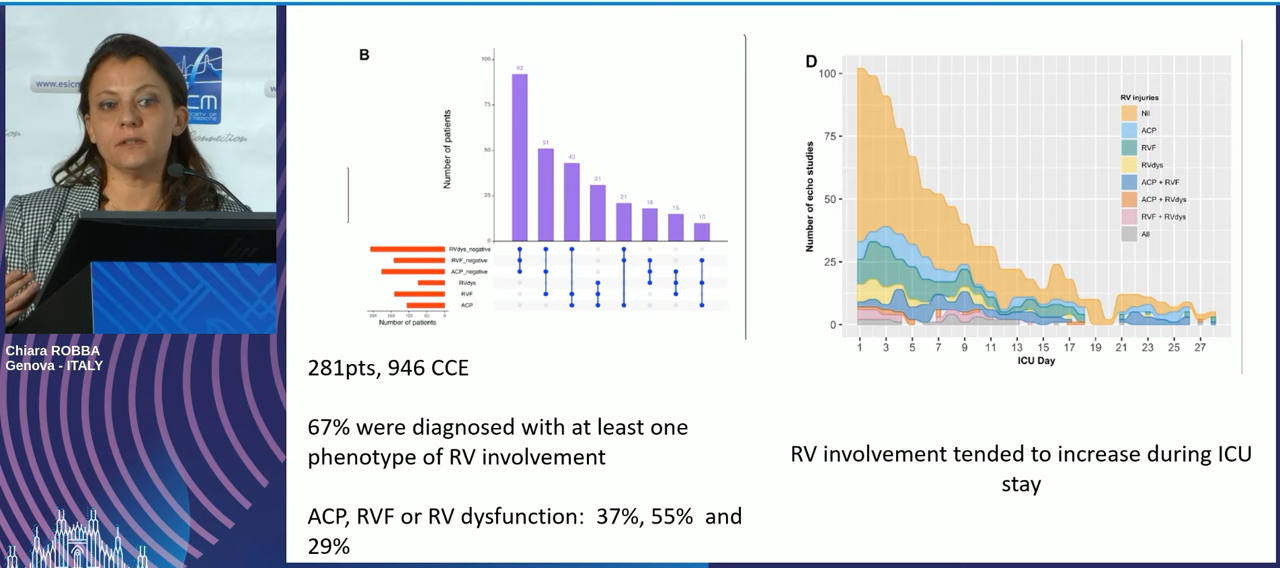 www.esicm
CM
SOCIETY OF
MEDICINE
Connection
Chiara ROBBA
Genova - ITALY
B
100
75
50
25
0
Number of patients
92
51
43
31
21
18
15
10
RVdys_negative
RVF_negative
ACP_negative
RVdys
RVF
ACP
200 150 100 50 0
Number of patients
281pts, 946 CCE
67% were diagnosed with at least one
phenotype of RV involvement
ACP, RVF or RV dysfunction: 37%, 55% and
29%
D
100
75
50
25
0
Number of echo studies
1 3 5 7 9 11 13 15 17 19 21 23 25 27
ICU Day
RV injuries
Nil
ACP
RVF
RVdys
ACP + RVF
ACP + RVdys
RVF + RVdys
All
RV involvement tended to increase during ICU
stay